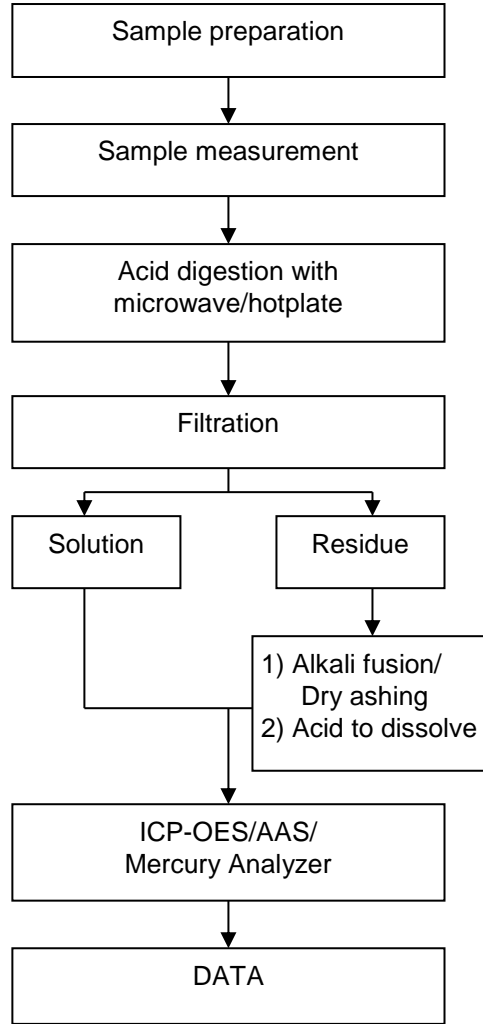 Sample preparation
Sample measurement
Acid digestion with
microwave/hotplate
Filtration
Solution
Residue
1) Alkali fusion/
Dry ashing
2) Acid to dissolve
ICP-OES/AAS/
Mercury Analyzer
DATA